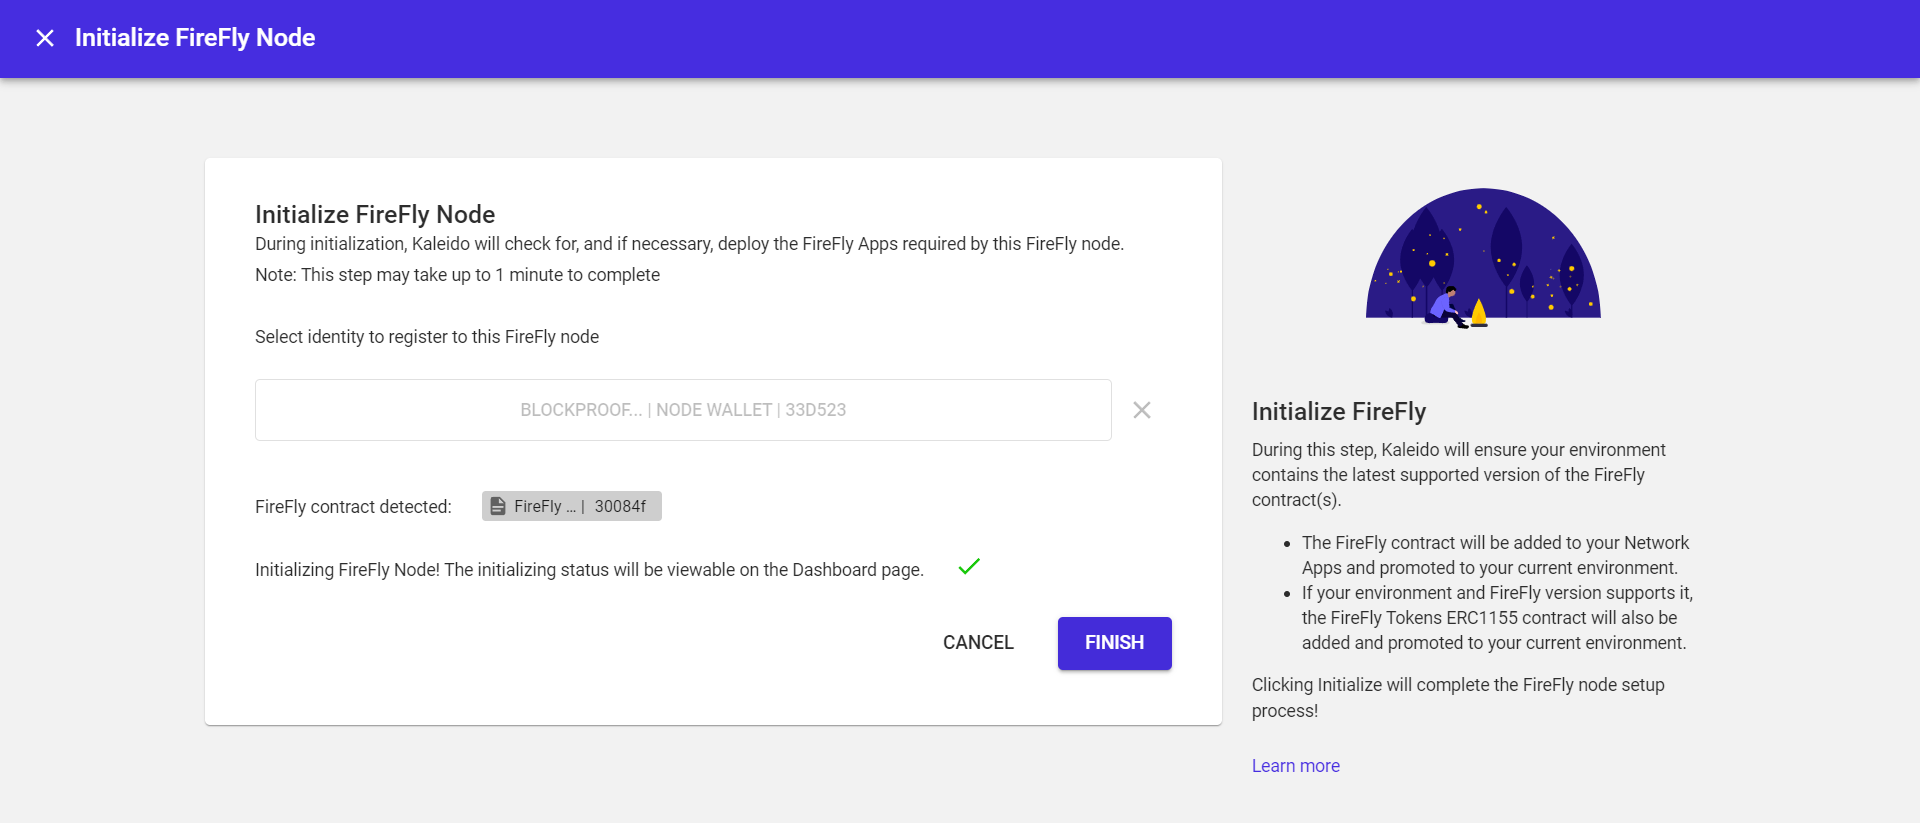 Initialize FireFly Node
Initialize FireFly Node
During initialization, Kaleido will check for, and if necessary, deploy the FireFly Apps required by this FireFly node.
Note: This step may take up to 1 minute to complete
Select identity to register to this FireFly node
BLOCKPROOF... | NODE WALLET | 33D523
FireFly contract detected:
FireFly ... | 30084f
Initializing FireFly Node! The initializing status will be viewable on the Dashboard page.
CANCEL
FINISH
Initialize FireFly
During this step, Kaleido will ensure your environment
contains the latest supported version of the FireFly
contract(s).
• The FireFly contract will be added to your Network
Apps and promoted to your current environment.
• If your environment and FireFly version supports it,
the FireFly Tokens ERC1155 contract will also be
added and promoted to your current environment.
Clicking Initialize will complete the FireFly node setup
process!
Learn more